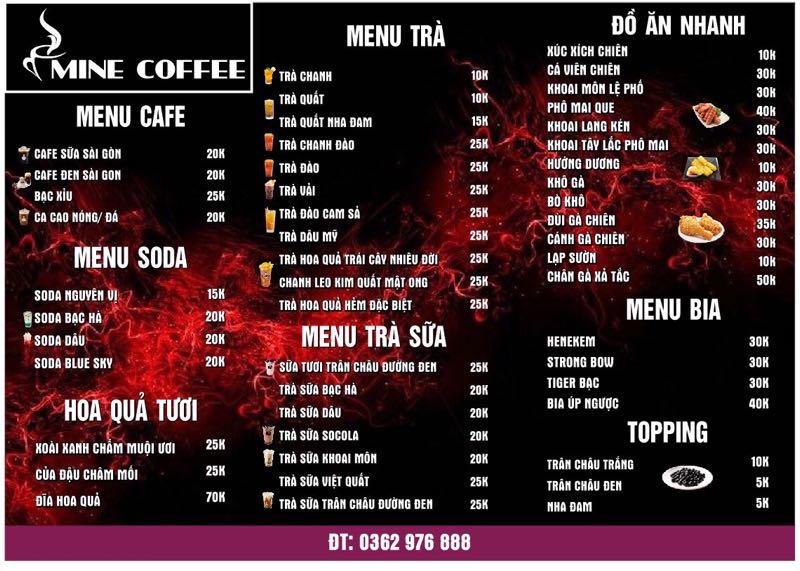 MINE COFFEE
MENU CAFE
CAFE SỮA SÀI GÒN 20K
CAFE ĐEN SÀI GON 20K
BẠC XỈU 25K
CA CAO NÓNG/ ĐÁ 20K
MENU SODA
SODA NGUYÊN VỊ 15K
SODA BẠC HÀ 20K
SODA DÂU 20K
SODA BLUE SKY 20K
HOA QUẢ TƯƠI
XOÀI XANH CHẤM MUỘI ƯƠI 25K
CỦA ĐẬU CHÂM MỐI 25K
ĐĨA HOA QUẢ 70K
MENU TRÀ
TRÀ CHANH 10K
TRÀ QUẤT 10K
TRÀ QUẤT NHA ĐAM 15K
TRÀ CHANH ĐÀO 25K
TRÀ ĐÀO 25K
TRÀ VẢI 25K
TRÀ ĐÀO CAM SẢ 25K
TRÀ DÂU MỸ 25K
TRÀ HOA QUẢ TRÁI CÂY NHIÊU ĐỜI 25K
CHANH LEO KIM QUẤT MẬT ONG 25K
TRÀ HOA QUẢ HẺM ĐẶC BIỆT 25K
MENU TRÀ SỮA
SỮA TƯƠI TRÂN CHÂU ĐƯỜNG ĐEN 25K
TRÀ SỮA BẠC HÀ 20K
TRÀ SỮA DÂU 20K
TRÀ SỮA SOCOLA 20K
TRÀ SỮA KHOAI MÔN 20K
TRÀ SỮA VIỆT QUẤT 25K
TRÀ SỮA TRÂN CHÂU ĐƯỜNG ĐEN 25K
ĐỒ ĂN NHANH
XÚC XÍCH CHIÊN 10K
CÁ VIÊN CHIÊN 30K
KHOAI MÔN LỆ PHỐ 30K
PHÔ MAI QUE 40K
KHOAI LANG KÉN 30K
KHOAI TÂY LẮC PHÔ MAI 30K
HƯỚNG DƯƠNG 10K
KHÔ GÀ 30K
BÒ KHÔ 30K
ĐÙI GÀ CHIÊN 35K
CÁNH GÀ CHIÊN 30K
LẠP SƯỜN 10K
CHÂN GÀ XẢ TẮC 50K
MENU BIA
HENEKEM 30K
STRONG BOW 30K
TIGER BẠC 30K
BIA ÚP NGƯỢC 40K
TOPPING
TRÂN CHÂU TRẮNG 10K
TRÂN CHÂU ĐEN 5K
NHA ĐAM 5K
ĐT: 0362 976 888